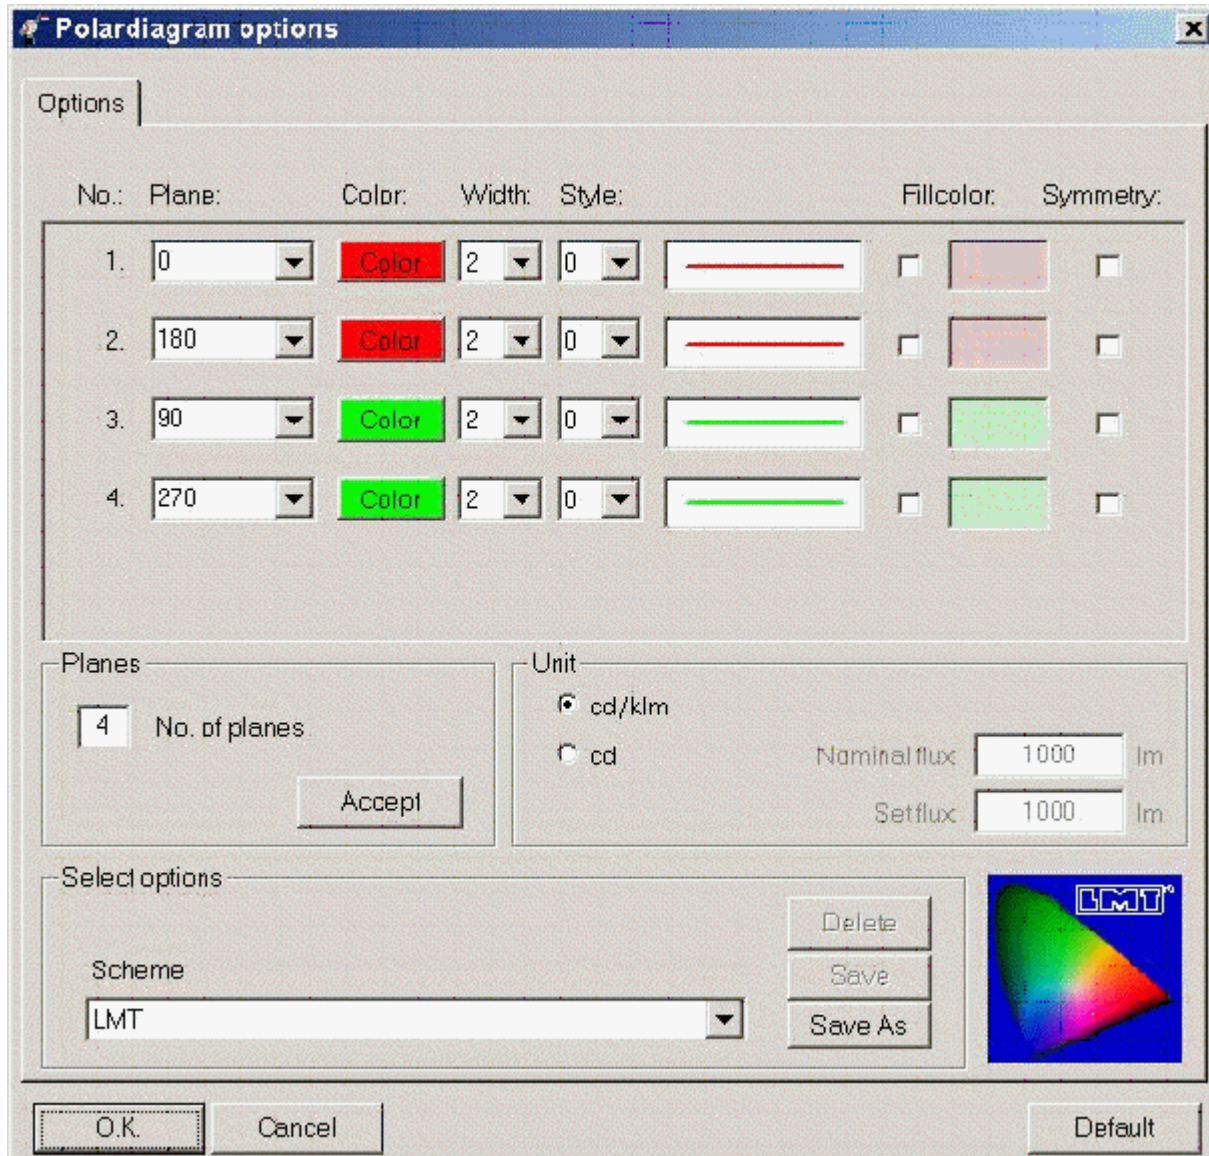 Polardiagram options
Options
No.: Plane: Color: Width: Style: Fillcolor: Symmetry:
1. 0 Color 2 0
2. 180 Color 2 0
3. 90 Color 2 0
4. 270 Color 2 0
Planes
4 No. of planes
Accept
Unit
cd/klm
cd
Nominal flux 1000 lm
Set flux 1000 lm
Select options
Scheme
LMT
Delete
Save
Save As
LMT
O.K. Cancel Default